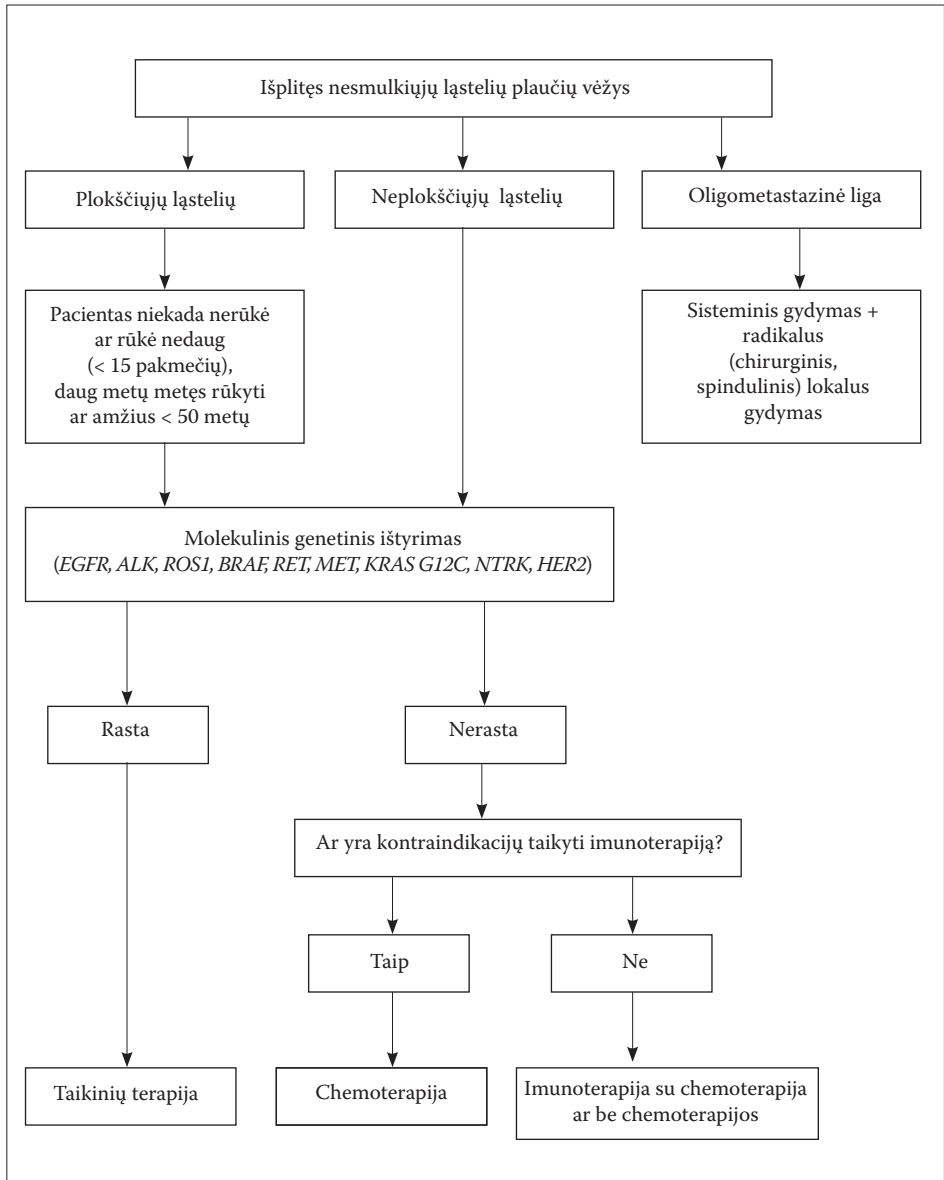 Išplitęs nesmulkiųjų ląstelių plaučių vėžys
Plokščiųjų ląstelių
Neplokščiųjų ląstelių
Oligometastazinė liga
Pacientas niekada nerūkė
ar rūkė nedaug
(< 15 pakmečių),
daug metų metęs rūkyti
ar amžius < 50 metų
Sisteminis gydymas +
radikalus
(chirurginis,
spindulinis) lokalus
gydymas
Molekulinis genetinis ištyrimas
(EGFR, ALK, ROS1, BRAF, RET, MET, KRAS G12C, NTRK, HER2)
Rasta
Nerasta
Ar yra kontraindikacijų taikyti imunoterapiją?
Taip
Ne
Taikinių terapija
Chemoterapija
Imunoterapija su chemoterapija
ar be chemoterapijos